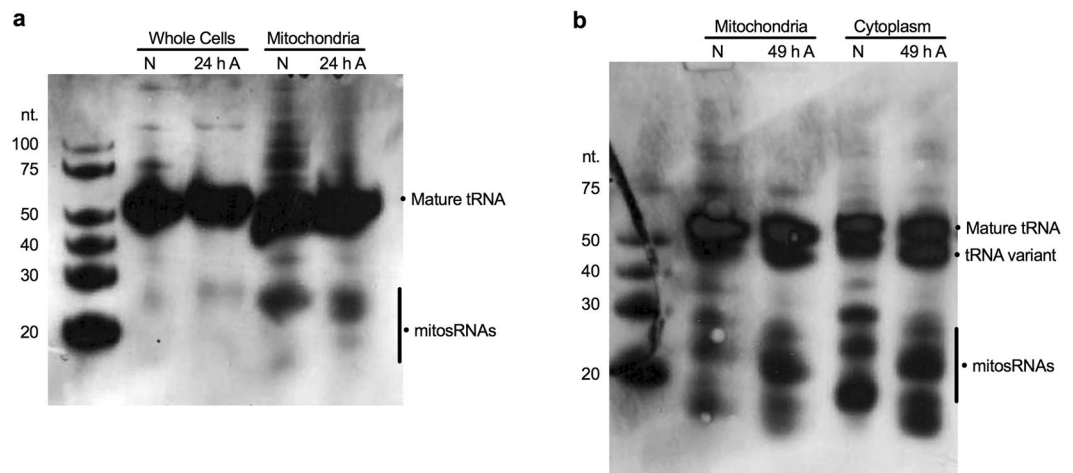 a
Whole Cells Mitochondria
N 24 h A N 24 h A
nt.
100
75
50
40
30
20
Mature tRNA
mitosRNAs
b
Mitochondria Cytoplasm
N 49 h A N 49 h A
nt.
75
50
40
30
20
Mature tRNA
tRNA variant
mitosRNAs